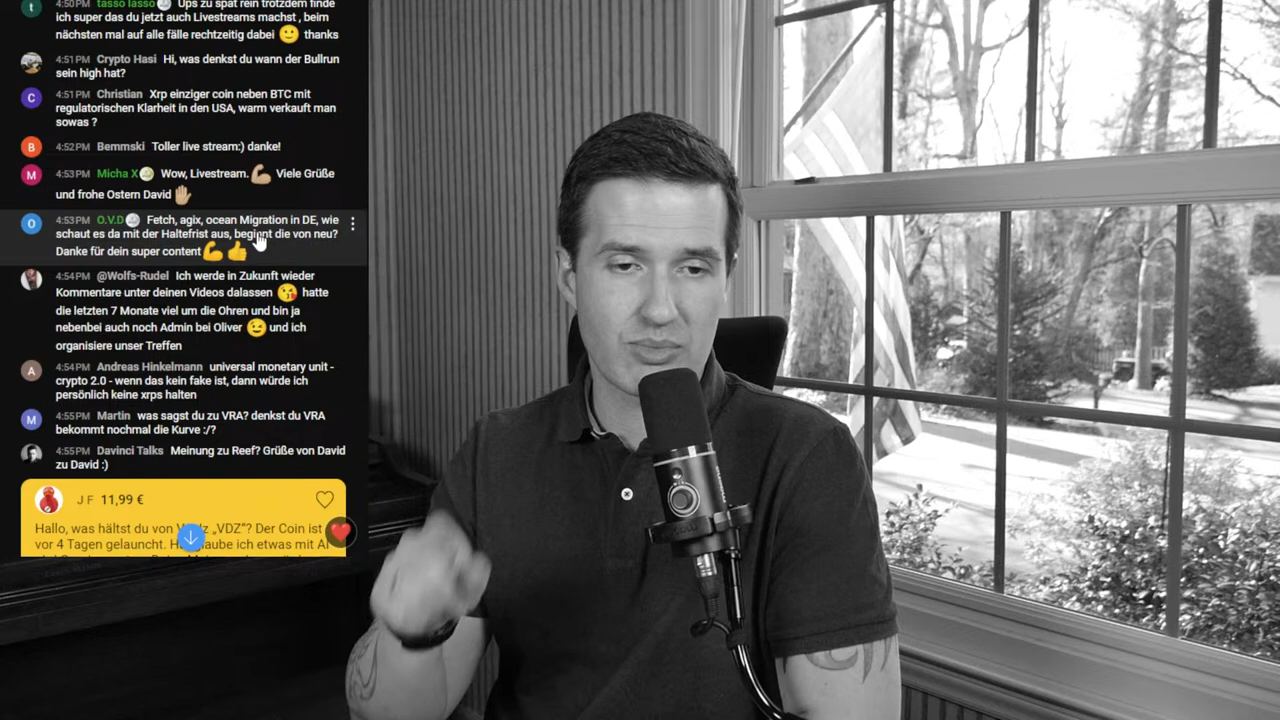 4:50 PM tasso lasso Ups zu spät rein trotzdem finde
ich super das du jetzt auch Livestreams machst , beim
nächsten mal auf alle fälle rechtzeitig dabei 🙂 thanks
4:51 PM Crypto Hasi Hi, was denkst du wann der Bullrun
sein high hat?
C
4:51 PM Christian Xrp einziger coin neben BTC mit
regulatorischen Klarheit in den USA, warm verkauft man
sowas ?
B
4:52 PM Bemmski Toller live stream:) danke!
M
4:53 PM Micha X Wow, Livestream. 💪🏼 Viele Grüße
und frohe Ostern David ✋🏼
O
4:53 PM O.V.D Fetch, agix, ocean Migration in DE, wie
schaut es da mit der Haltefrist aus, beginnt die von neu?
Danke für dein super content 💪 👍
4:54 PM @Wolfs-Rudel Ich werde in Zukunft wieder
Kommentare unter deinen Videos dalassen 😘 hatte
die letzten 7 Monate viel um die Ohren und bin ja
nebenbei auch noch Admin bei Oliver 😉 und ich
organisiere unser Treffen
A
4:54 PM Andreas Hinkelmann universal monetary unit -
crypto 2.0 - wenn das kein fake ist, dann würde ich
persönlich keine xrps halten
M
4:55 PM Martin was sagst du zu VRA? denkst du VRA
bekommt nochmal die Kurve :/?
4:55 PM Davinci Talks Meinung zu Reef? Grüße von David
zu David :)
J F 11,99 €
Hallo, was hältst du von „VDZ“? Der Coin ist
vor 4 Tagen gelauncht. etwas mit AI